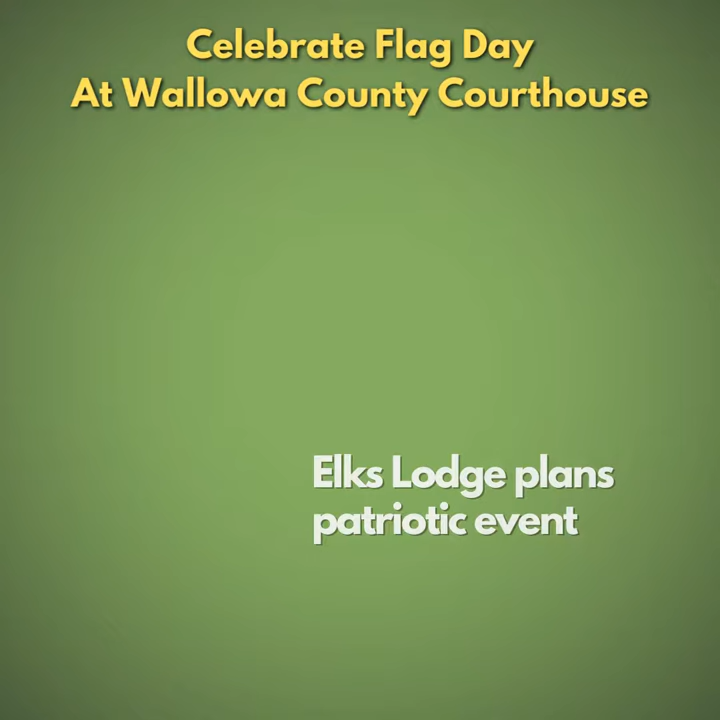 Celebrate Flag Day
At Wallowa County Courthouse
Elks Lodge plans
patriotic event